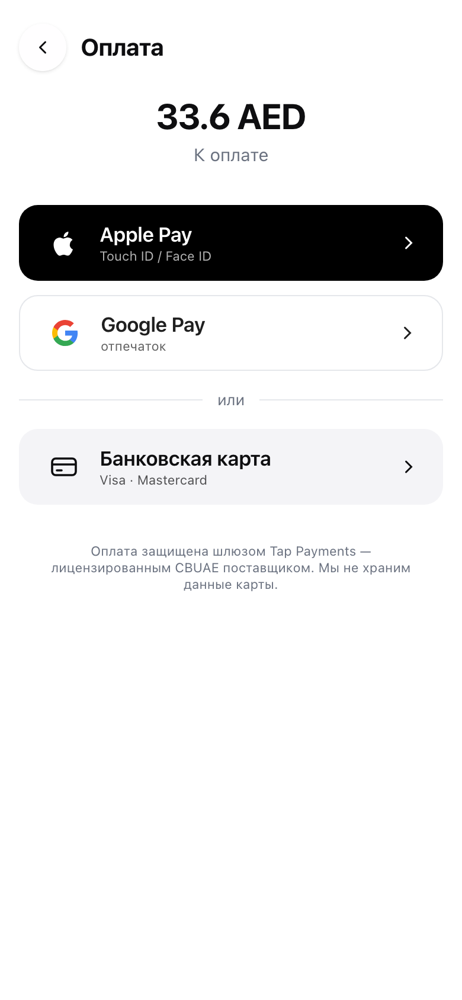 Оплата
33.6 AED
К оплате
Apple Pay
Touch ID / Face ID
Google Pay
отпечаток
или
Банковская карта
Visa · Mastercard
Оплата защищена шлюзом Tap Payments —
лицензированным CBUAE поставщиком. Мы не храним
данные карты.